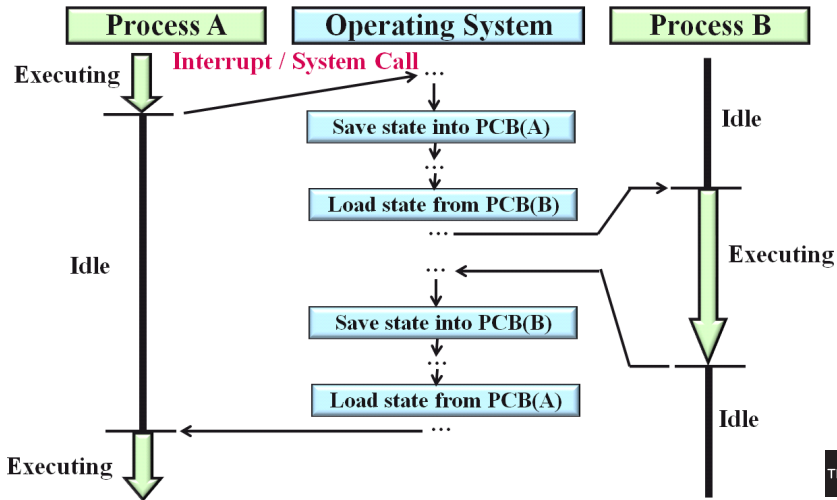 Process A
Operating System
Process B
Interrupt / System Call
Executing
...
Save state into PCB(A)
Idle
...
Load state from PCB(B)
...
Idle
Executing
...
Save state into PCB(B)
...
Load state from PCB(A)
Idle
...
Executing